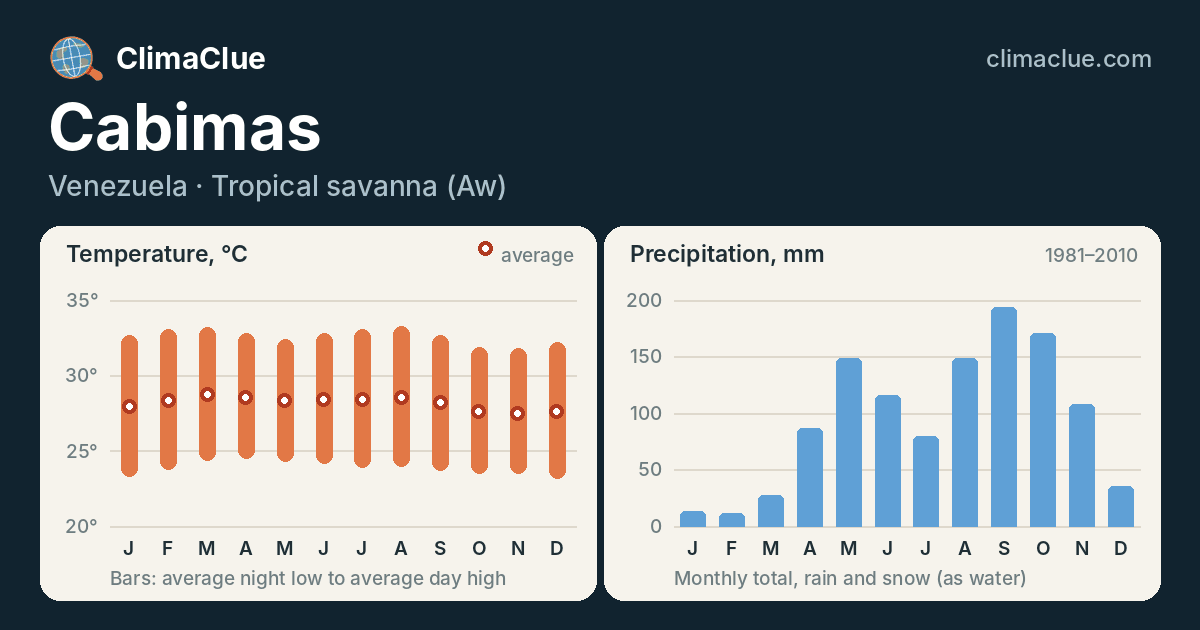 ClimaClue
climaclue.com
Cabimas
Venezuela · Tropical savanna (Aw)
Temperature, °C
average
35°
30°
25°
20°
J F M A M J J A S O N D
Bars: average night low to average day high
Precipitation, mm
1981–2010
200
150
100
50
0
J F M A M J J A S O N D
Monthly total, rain and snow (as water)